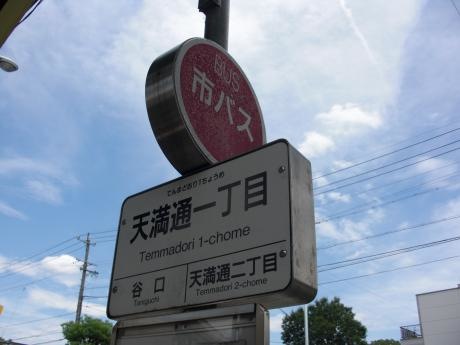 BUS
市バス
てんまどおり1ちょうめ
天満通一丁目
Temmadori 1-chome
谷口
Taniguchi
天満通二丁目
Temmadori 2-chome